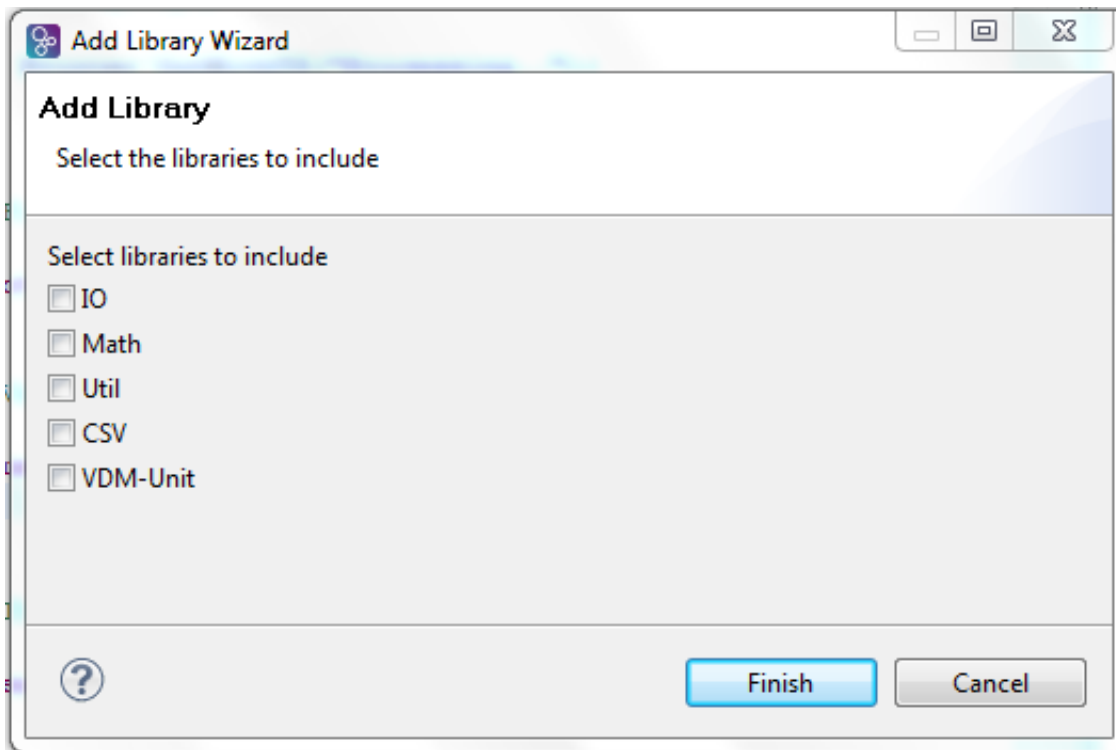 Add Library Wizard
Add Library
Select the libraries to include
Select libraries to include
IO
Math
Util
CSV
VDM-Unit
?
Finish
Cancel